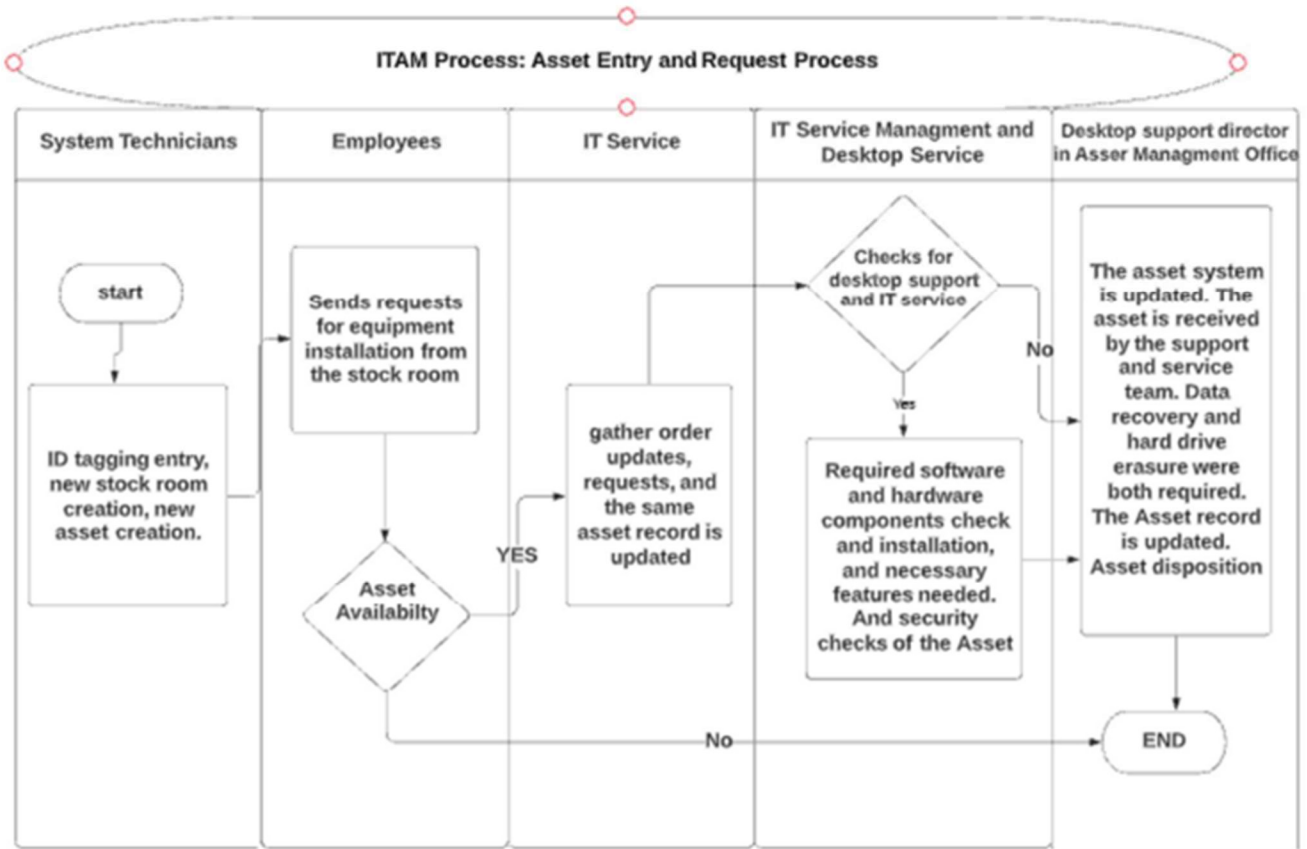 ITAM Process: Asset Entry and Request Process
System Technicians
Employees
IT Service
IT Service Managment and
Desktop Service
Desktop support director
in Asser Managment Office
start
ID tagging entry,
new stock room
creation, new
asset creation.
Sends requests
for equipment
installation from
the stock room
Asset
Availabilty
YES
No
gather order
updates,
requests, and
the same
asset record is
updated
Checks for
desktop support
and IT service
Yes
No
Required software
and hardware
components check
and installation,
and necessary
features needed.
And security
checks of the Asset
The asset system
is updated. The
asset is received
by the support
and service
team. Data
recovery and
hard drive
erasure were
both required.
The Asset record
is updated.
Asset disposition
END